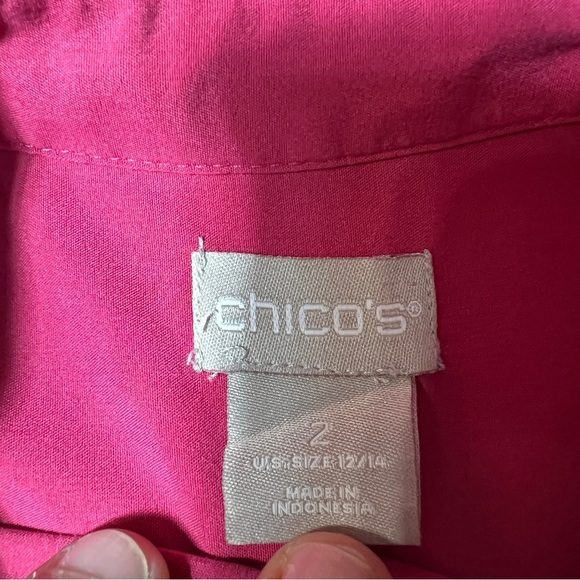 chico's®
2
U.S. SIZE 12/14
MADE IN
INDONESIA